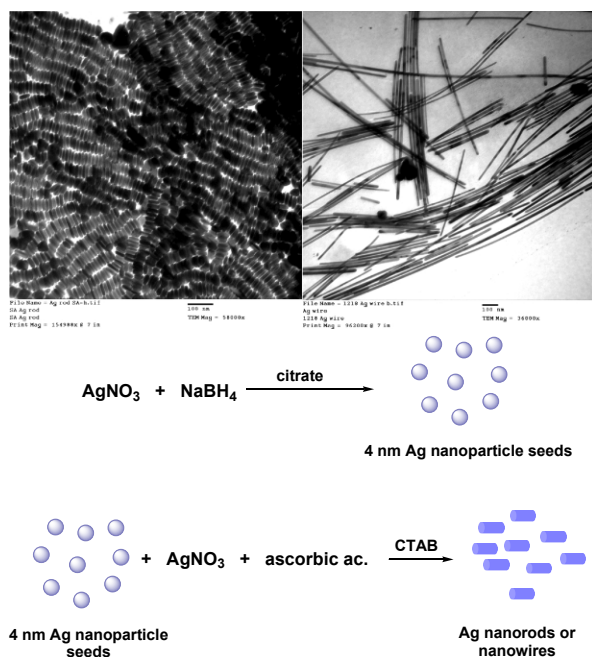 File Name = Ag rod SA-b.tif
SA Ag rod
SA Ag rod
Print Mag = 154900x @ 7 in
100 nm
TEM Mag = 58000x
File Name = 1218 Ag wire b.tif
Ag wire
1218 Ag wire
Print Mag = 96200x @ 7 in
100 nm
TEM Mag = 34000x
AgNO3 + NaBH4
citrate
4 nm Ag nanoparticle seeds
+ AgNO3 + ascorbic ac.
CTAB
4 nm Ag nanoparticle
seeds
Ag nanorods or
nanowires